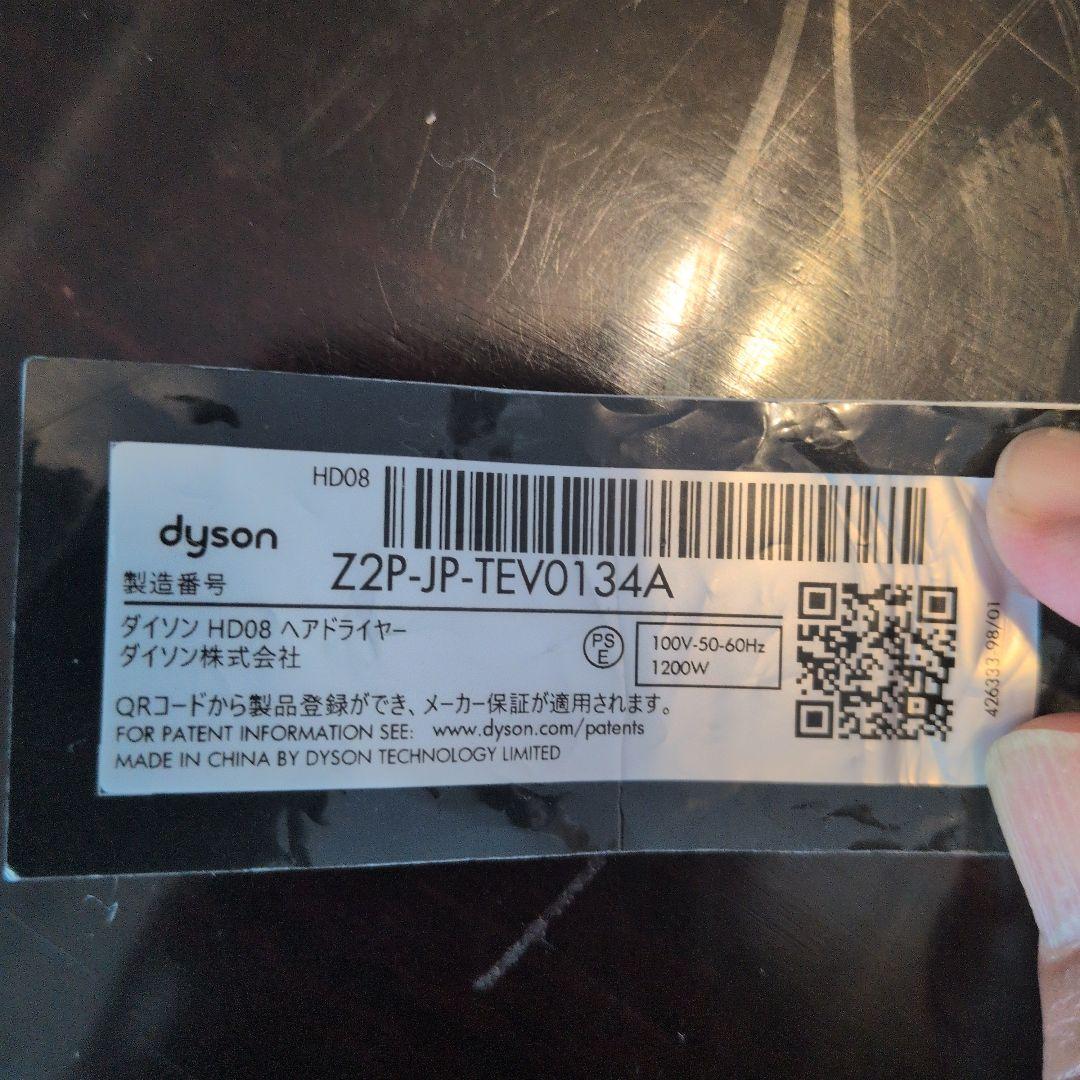 HD08
dyson
製造番号 Z2P-JP-TEV0134A
ダイソン HD08 ヘアドライヤー
ダイソン株式会社
PS
E
100V-50-60Hz
1200W
QRコードから製品登録ができ、メーカー保証が適用されます。
FOR PATENT INFORMATION SEE: www.dyson.com/patents
MADE IN CHINA BY DYSON TECHNOLOGY LIMITED
426333-98/01